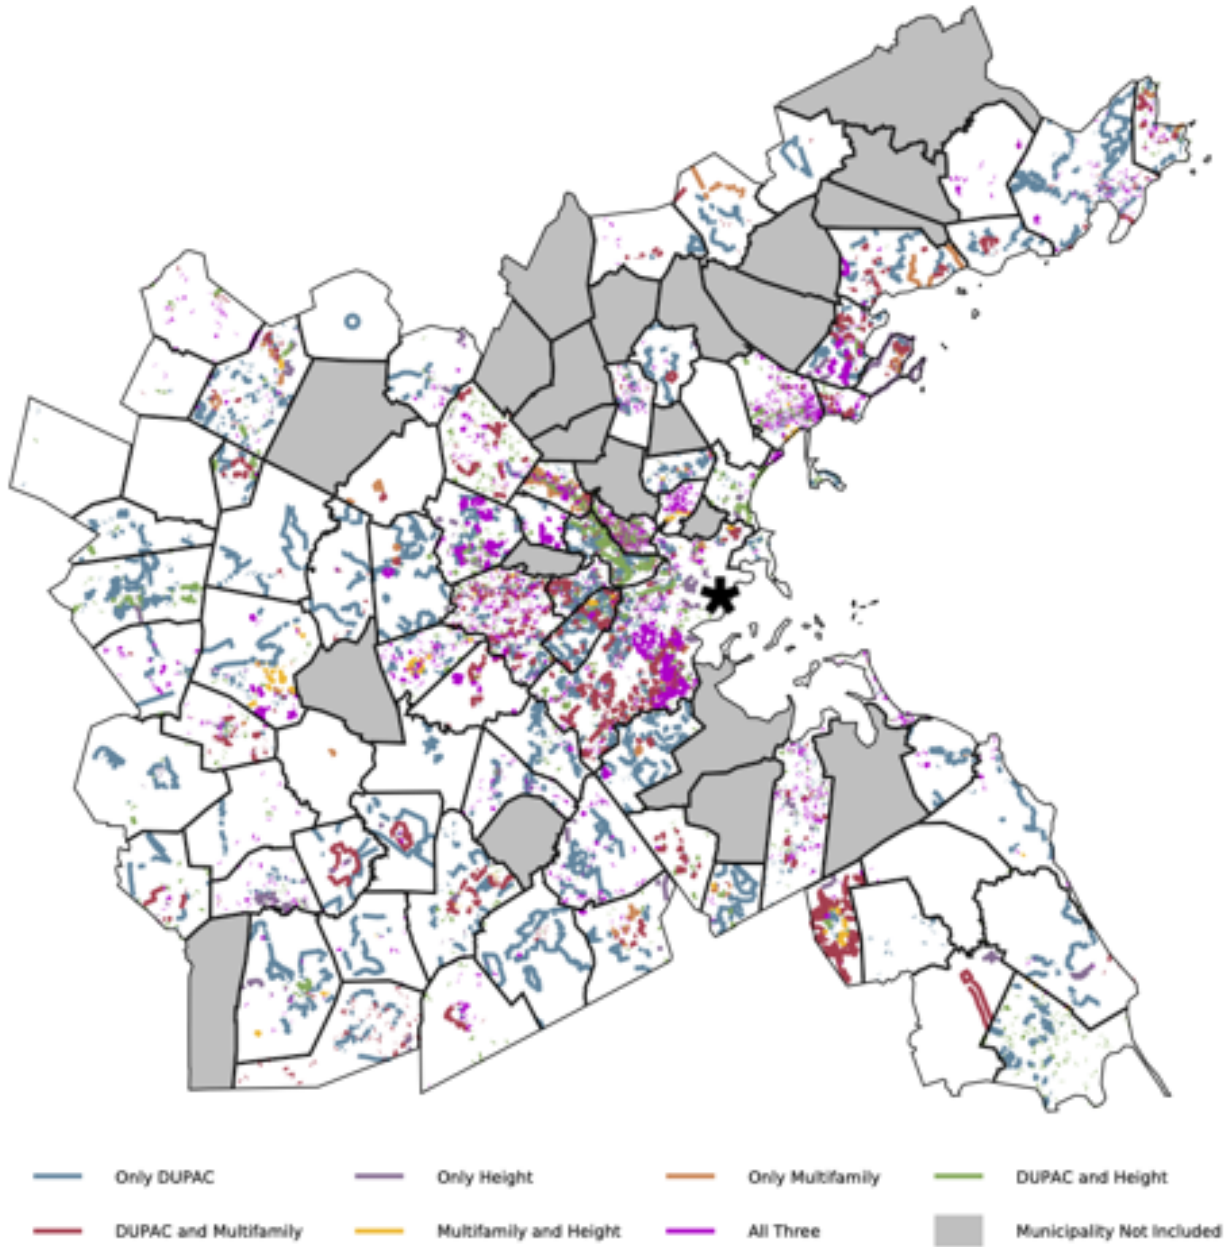 Only DUPAC Only Height Only Multifamily DUPAC and Height
DUPAC and Multifamily Multifamily and Height All Three Municipality Not Included